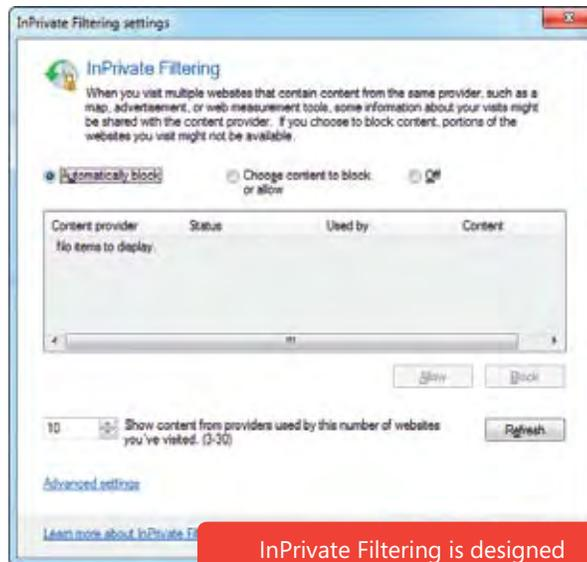 InPrivate Filtering settings
InPrivate Filtering
When you visit multiple websites that contain content from the same provider, such as a
map, advertisement, or web measurement tools, some information about your visits might
be shared with the content provider. If you choose to block content, portions of the
websites you visit might not be available.
Automatically block
Choose content to block
or allow
Off
Content provider Status Used by Content
No items to display.
Allow Block
10 Show content from providers used by this number of websites
you've visited. (3-30)
Refresh
Advanced settings
Learn more about InPrivate
InPrivate Filtering is designed